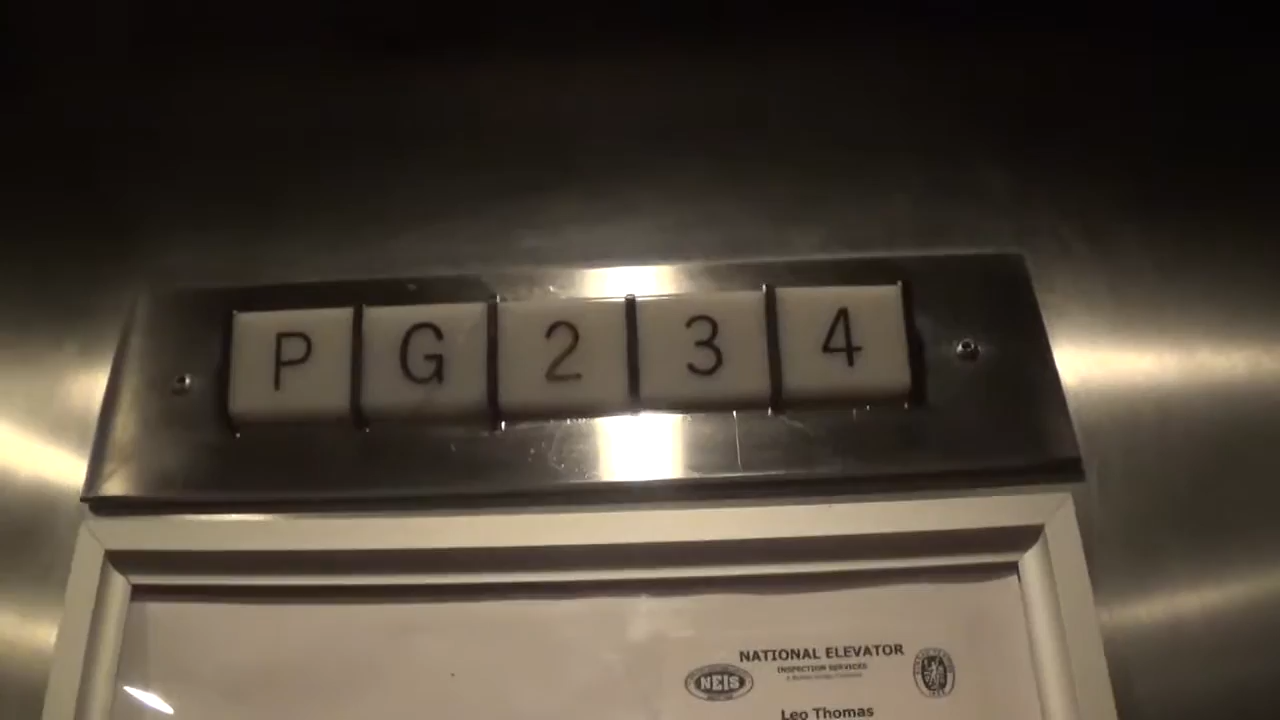 P G 2 3 4
NATIONAL ELEVATOR
INSPECTION SERVICES
NEIS
Leo Thomas